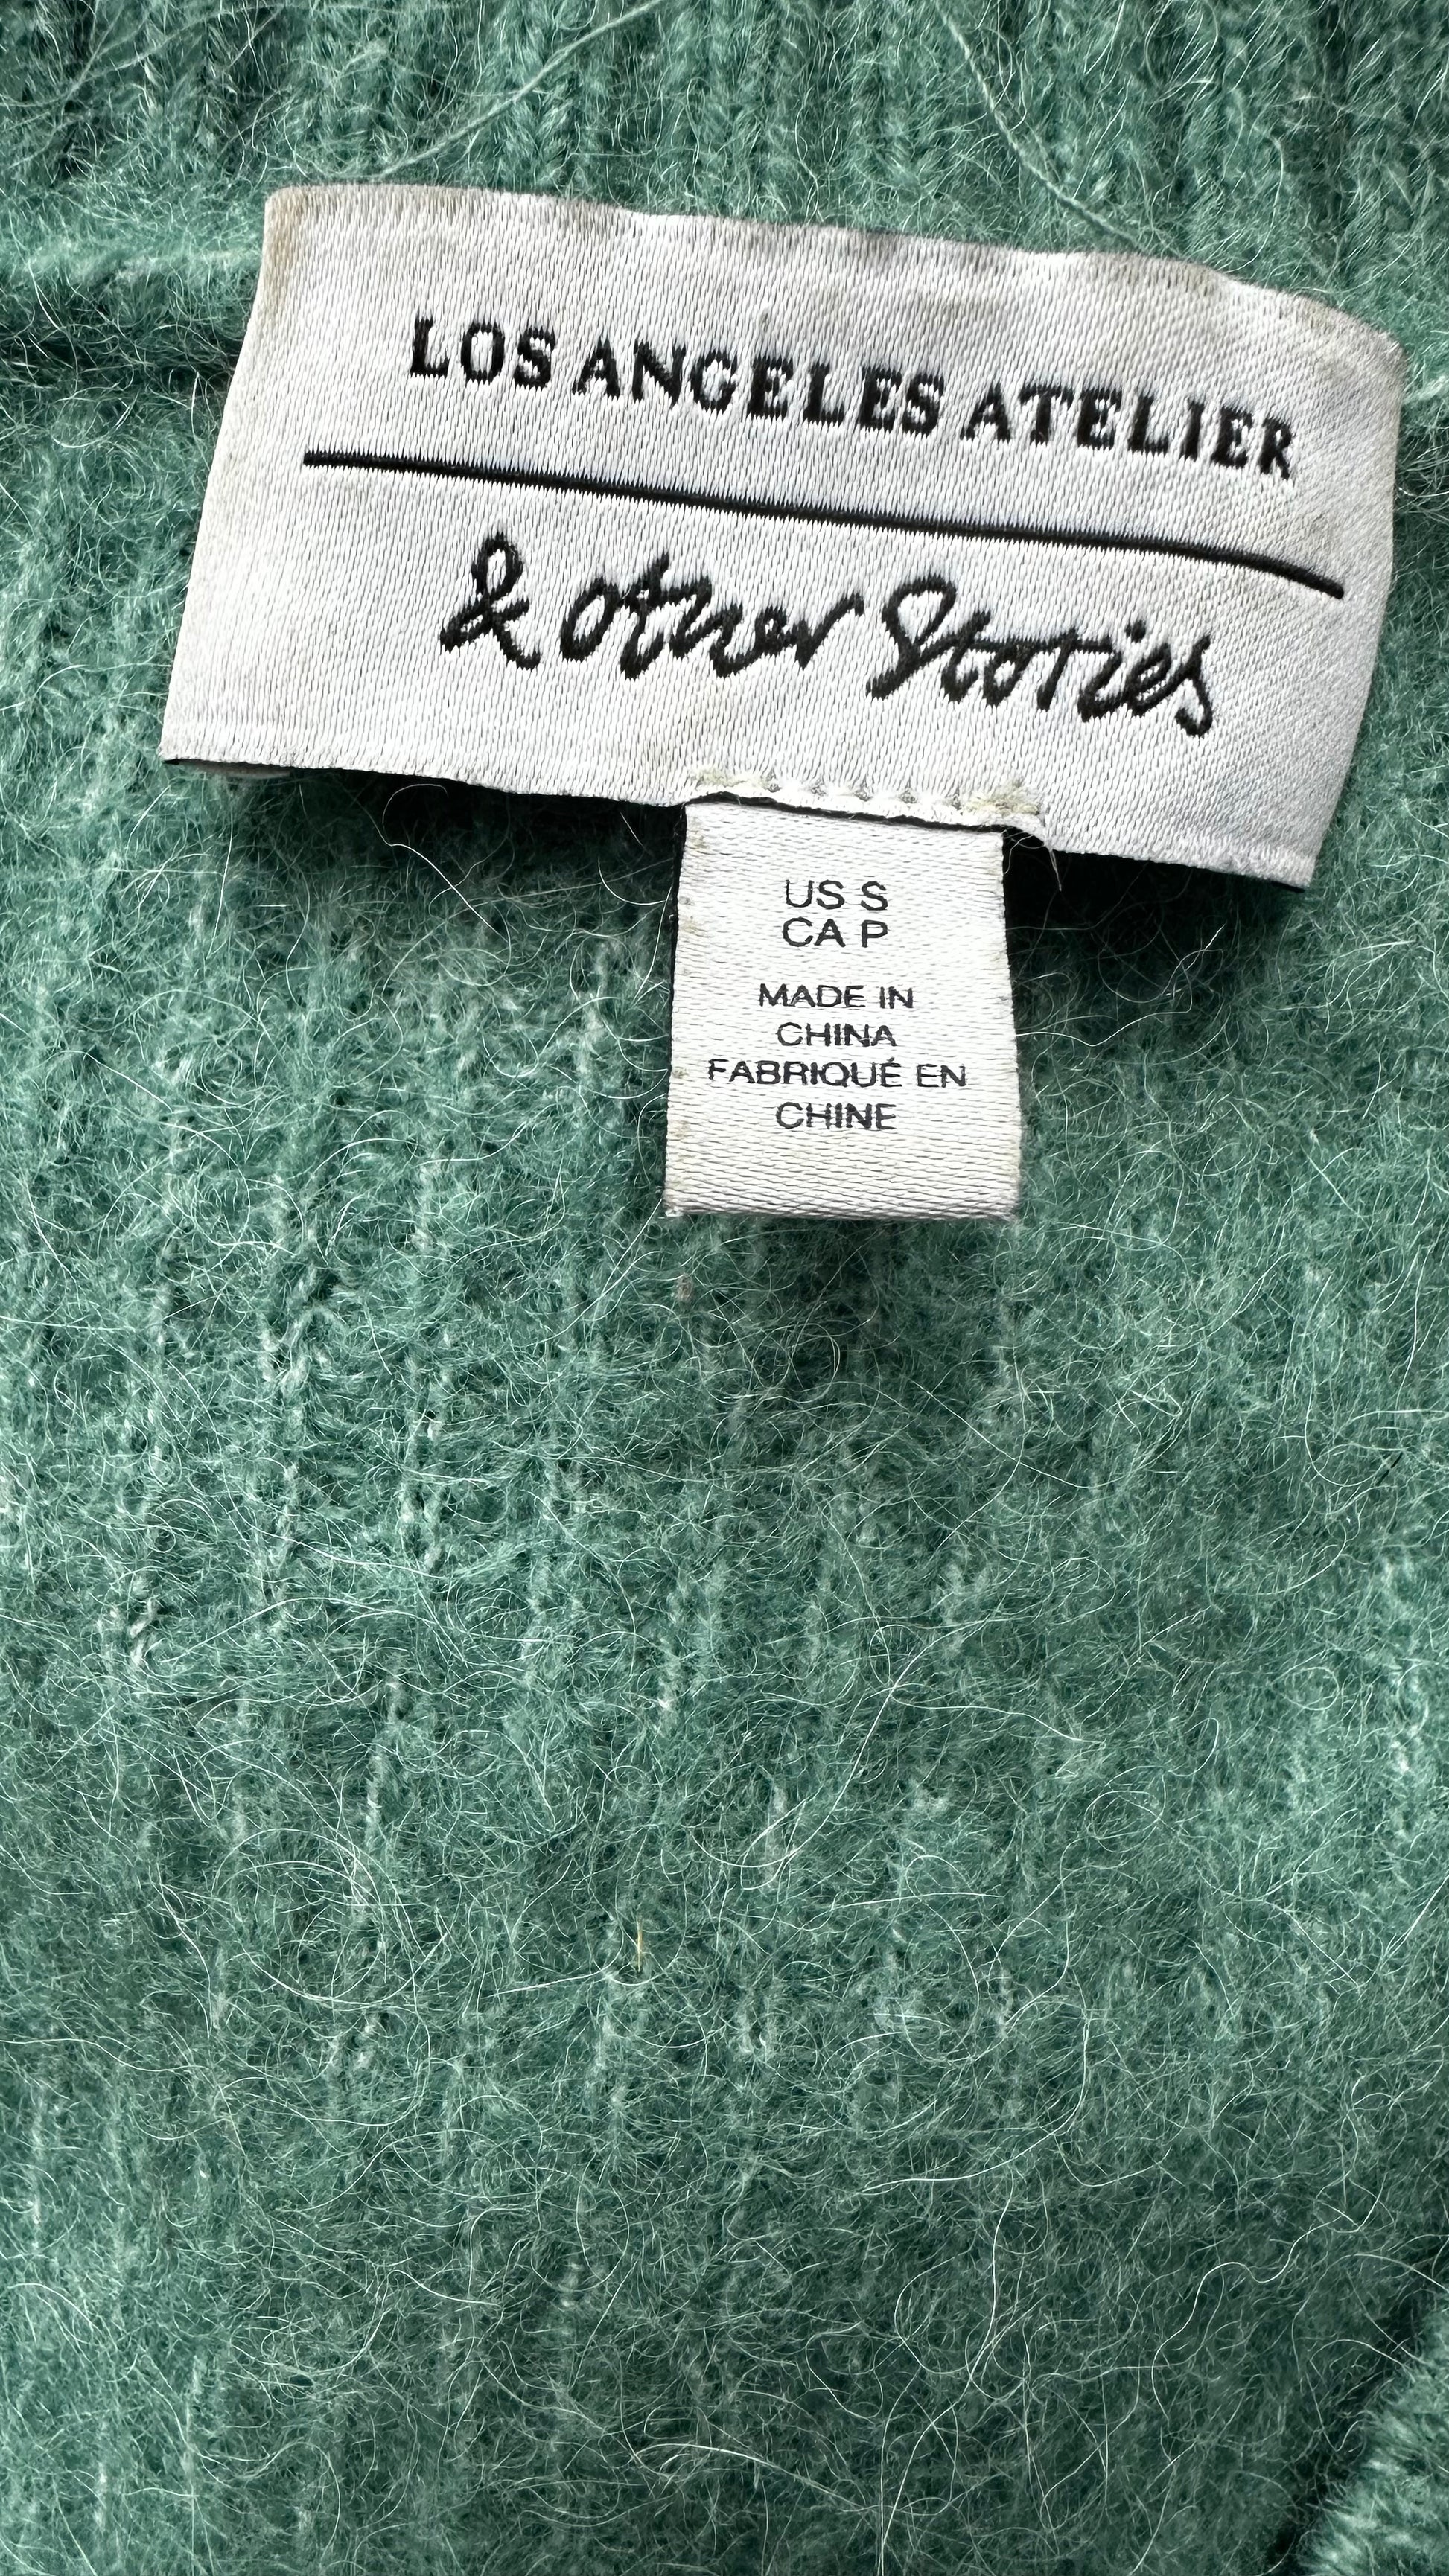 LOS ANGELES ATELIER
& other Stories
US S
CA P
MADE IN
CHINA
FABRIQUÉ EN
CHINE